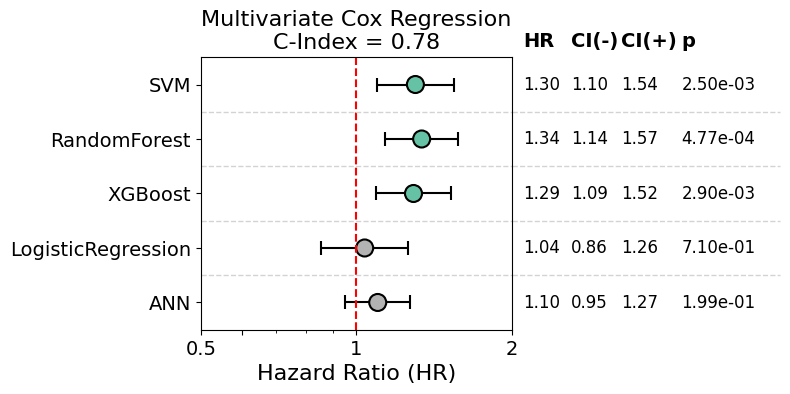 Multivariate Cox Regression
C-Index = 0.78
HR CI(-) CI(+) p
SVM 1.30 1.10 1.54 2.50e-03
RandomForest 1.34 1.14 1.57 4.77e-04
XGBoost 1.29 1.09 1.52 2.90e-03
LogisticRegression 1.04 0.86 1.26 7.10e-01
ANN 1.10 0.95 1.27 1.99e-01
0.5 1 2
Hazard Ratio (HR)